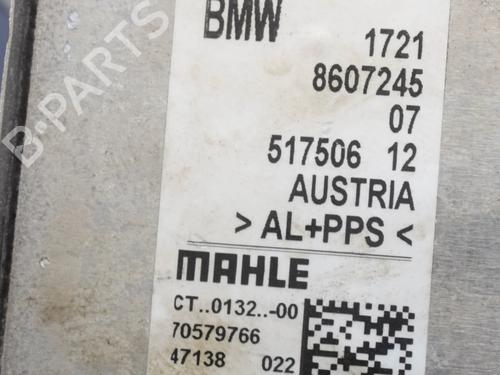 B-PARTS
BMW 1721
8607245
07
517506 12
AUSTRIA
> AL+PPS <
MAHLE
CT..0132..-00
70579766
47138 022